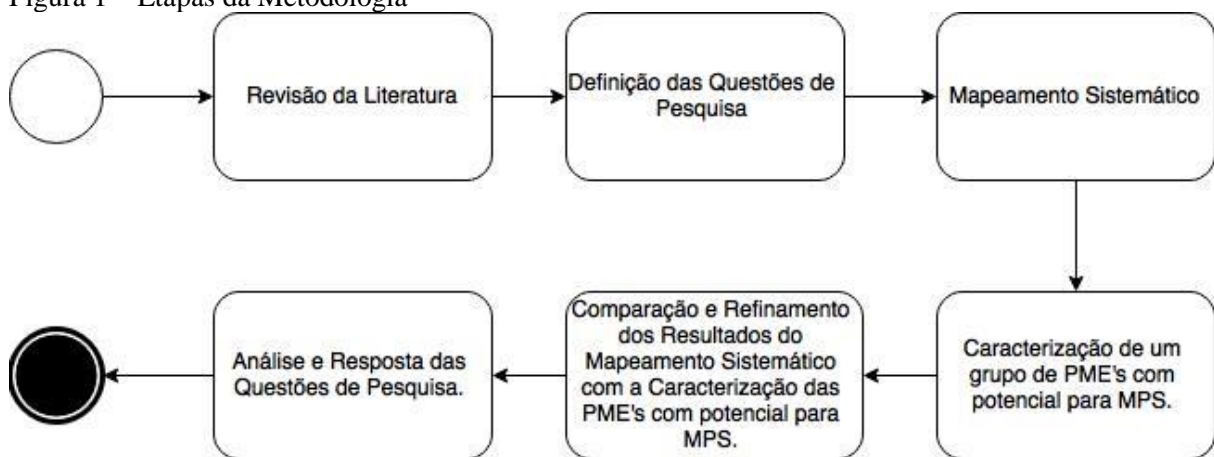 Figura 1 – Etapas da Metodologia
Revisão da Literatura
Definição das Questões de
Pesquisa
Mapeamento Sistemático
Caracterização de um
grupo de PME's com
potencial para MPS.
Comparação e Refinamento
dos Resultados do
Mapeamento Sistemático
com a Caracterização das
PME's com potencial para
MPS.
Análise e Resposta das
Questões de Pesquisa.